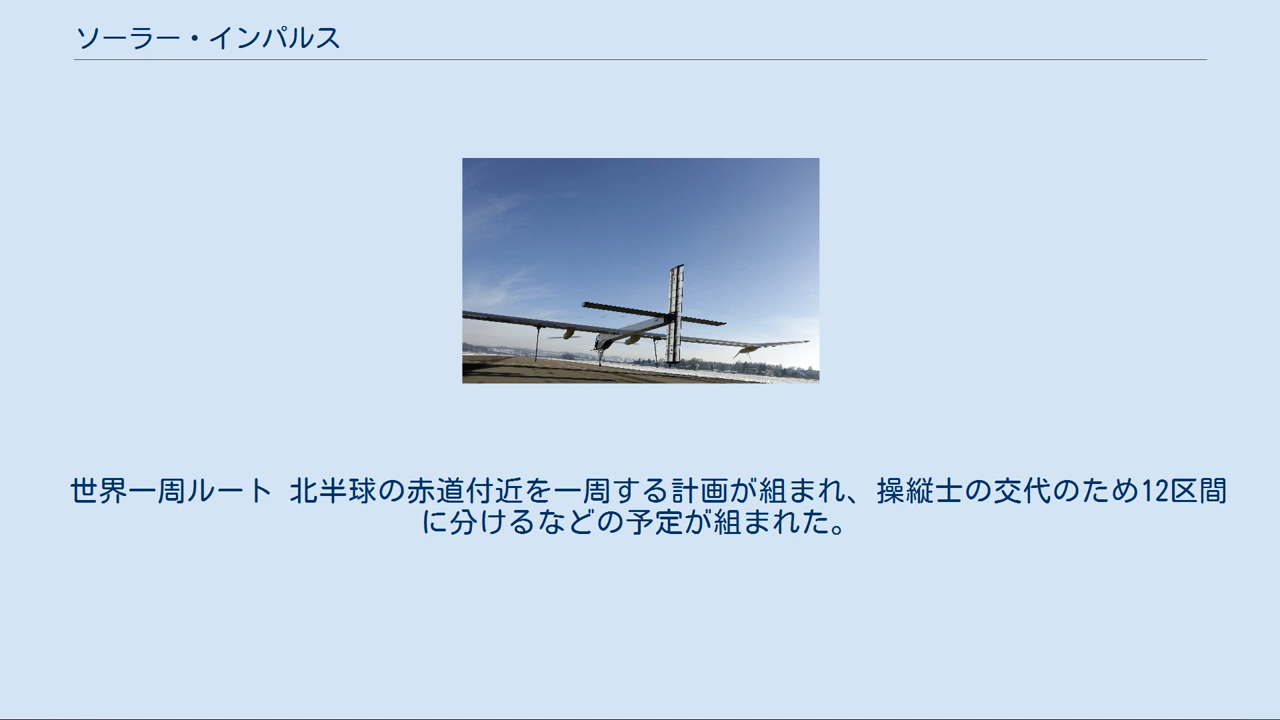 ソーラー・インパルス
世界一周ルート 北半球の赤道付近を一周する計画が組まれ、操縦士の交代のため12区間
に分けるなどの予定が組まれた。